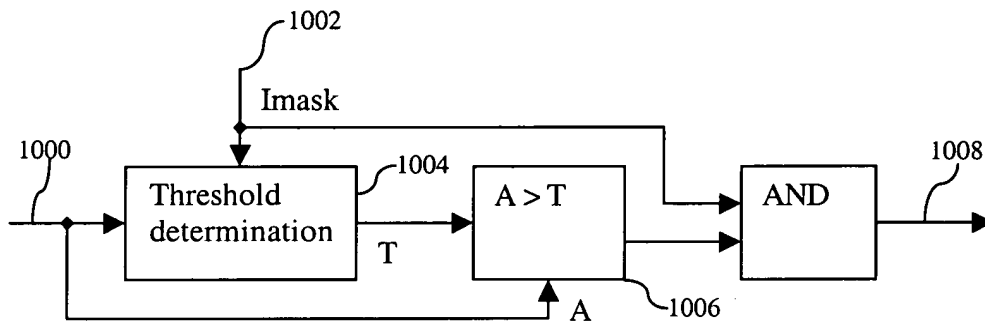 1002
Imask
1000
1004
1008
Threshold
determination
A > T
AND
T
A
1006